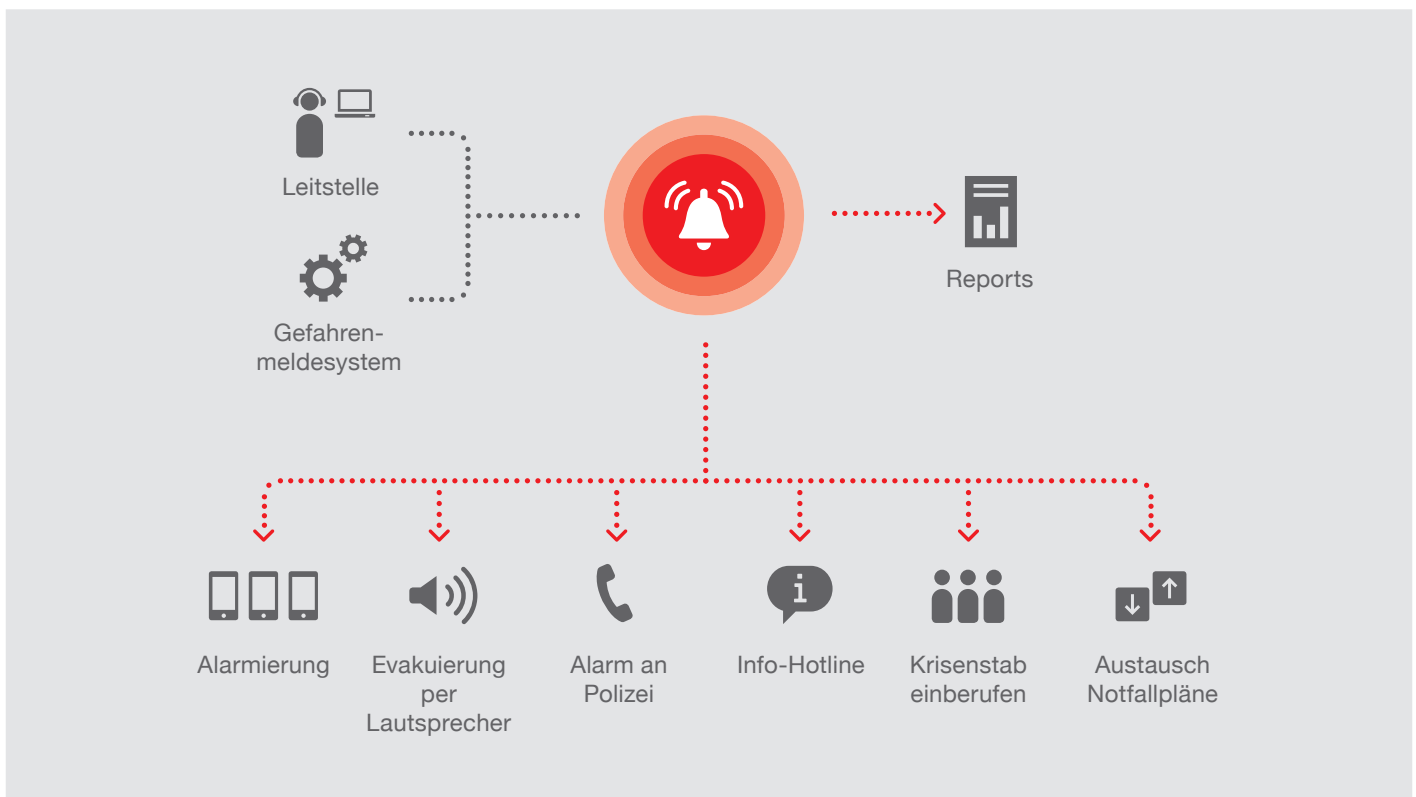 Leitstelle
Gefahren-
meldesystem
Reports
Alarmierung
Evakuierung
per
Lautsprecher
Alarm an
Polizei
Info-Hotline
Krisenstab
einberufen
Austausch
Notfallpläne